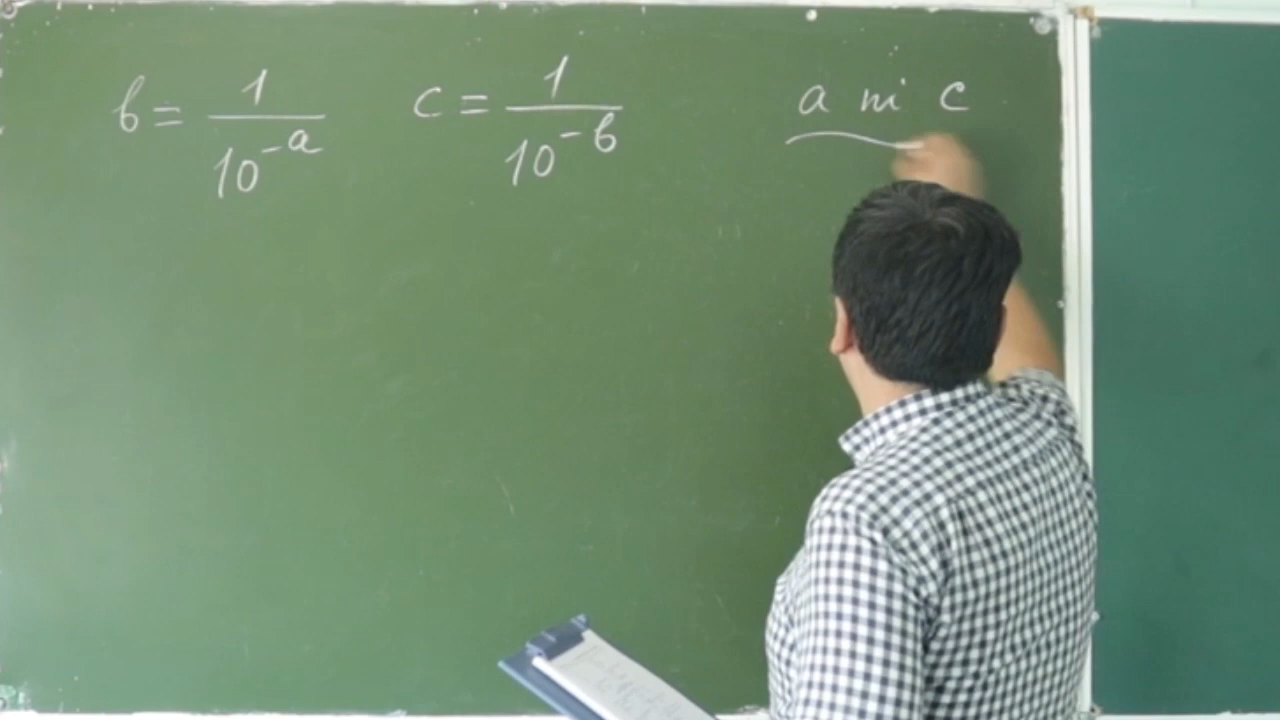 b = 1/10^-a c = 1/10^-b a ni c